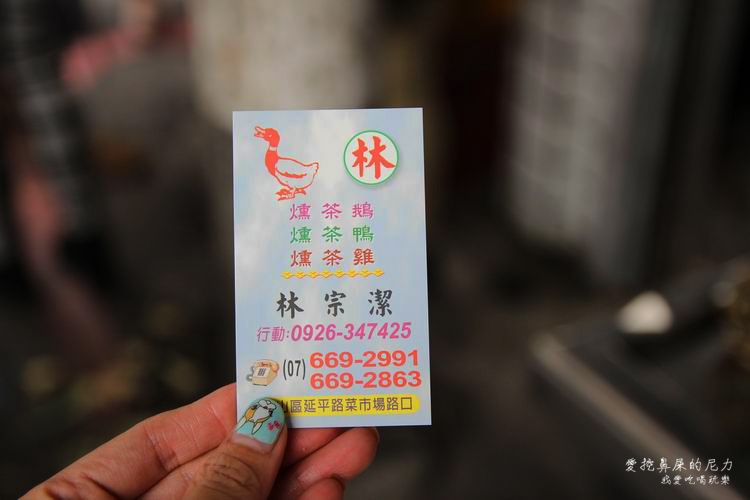 林
燻茶鵝
燻茶鴨
燻茶雞
林宗潔
行動:0926-347425
(07) 669-2991
669-2863
山區延平路菜市場路口
愛挖鼻屎的尼力
我愛吃喝玩樂